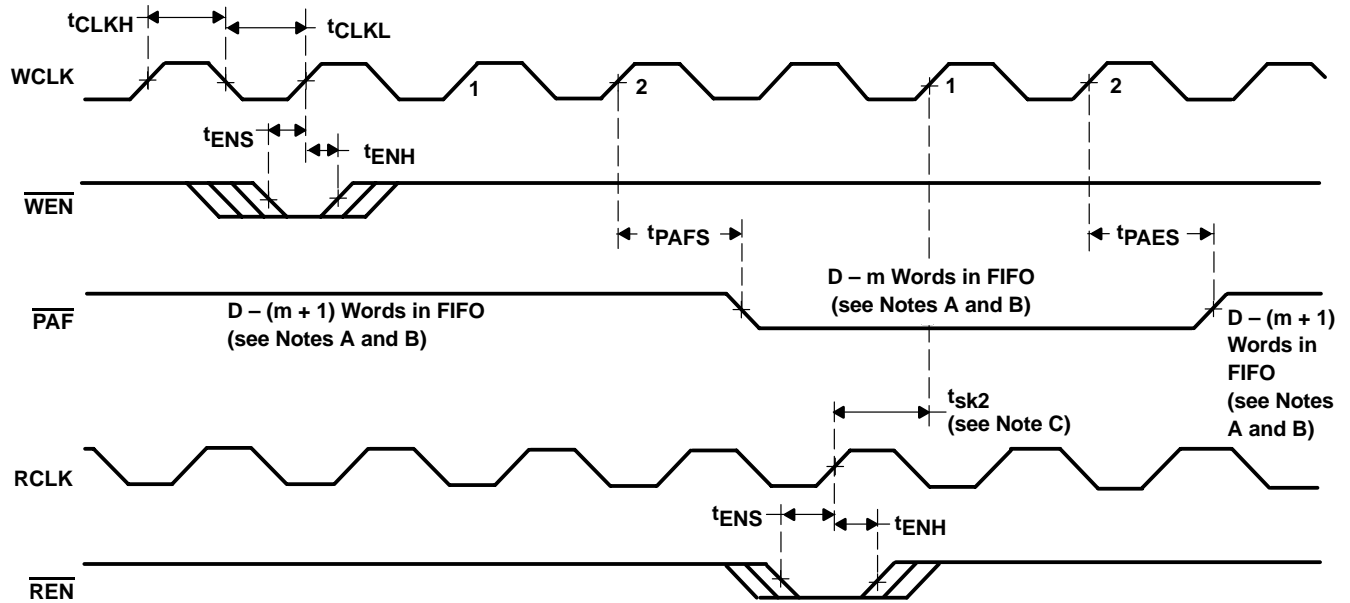 tCLKH
tCLKL
WCLK
1
2
1
2
tENS
tENH
WEN
tPAFS
tPAES
D – m Words in FIFO
(see Notes A and B)
PAF
D – (m + 1) Words in FIFO
(see Notes A and B)
D – (m + 1)
Words in
FIFO
(see Notes
A and B)
tsk2
(see Note C)
RCLK
tENS
tENH
REN